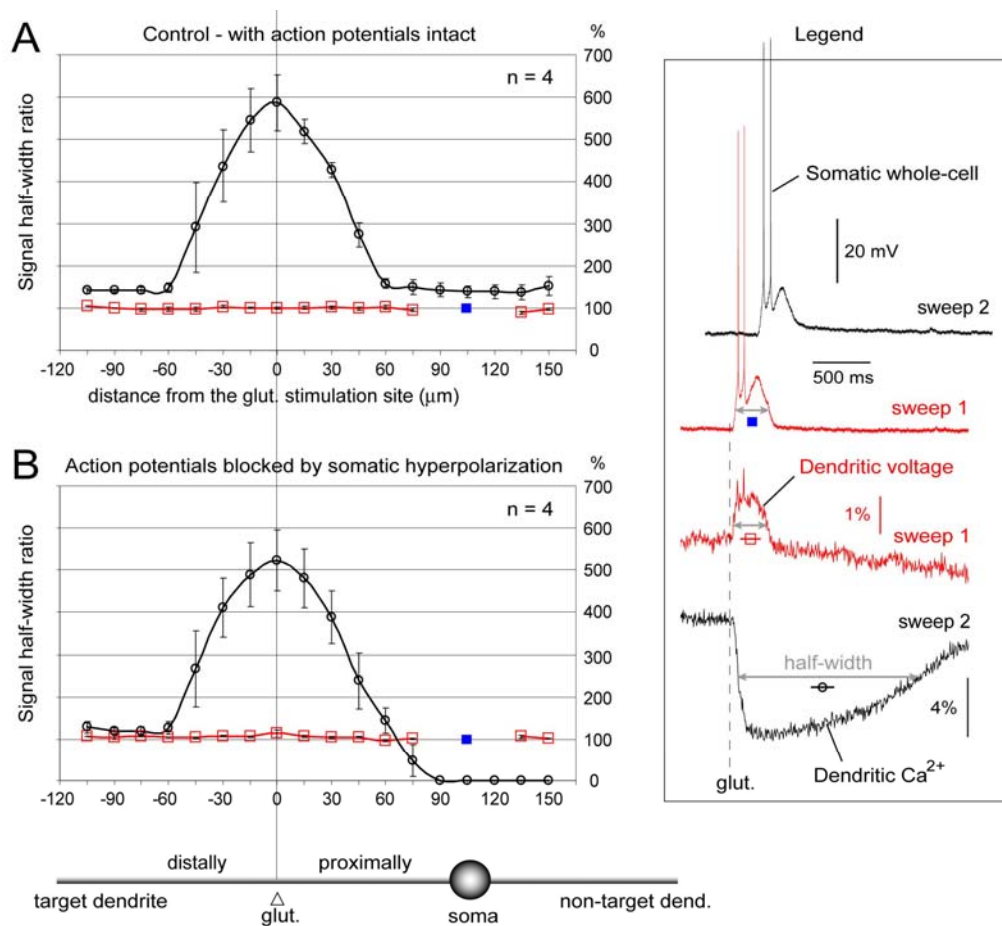 A
Control - with action potentials intact
%
n = 4
Signal half-width ratio
700
600
500
400
300
200
100
0
-120 -90 -60 -30 0 30 60 90 120 150
distance from the glut. stimulation site (μm)
B
Action potentials blocked by somatic hyperpolarization
%
n = 4
Signal half-width ratio
700
600
500
400
300
200
100
0
-120 -90 -60 -30 0 30 60 90 120 150
distally
proximally
target dendrite
glut.
soma
non-target dend.
Legend
Somatic whole-cell
20 mV
sweep 2
500 ms
sweep 1
Dendritic voltage
1%
sweep 1
sweep 2
half-width
4%
Dendritic Ca2+
glut.